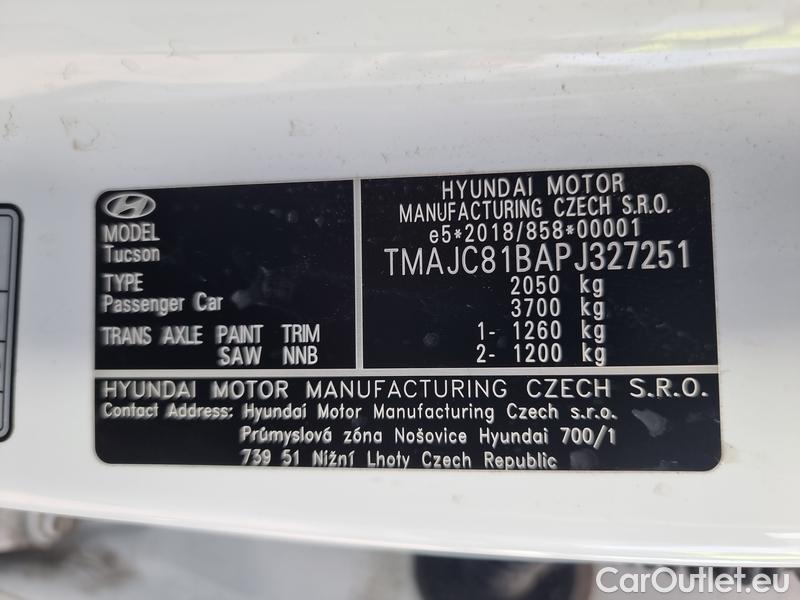 MODEL
Tucson
TYPE
Passenger Car
TRANS AXLE PAINT TRIM
SAW NNB
HYUNDAI MOTOR
MANUFACTURING CZECH S.R.O.
e5*2018/858*00001
TMAJC81BAPJ327251
2050 kg
3700 kg
1- 1260 kg
2- 1200 kg
HYUNDAI MOTOR MANUFACTURING CZECH S.R.O.
Contact Address: Hyundai Motor Manufacturing Czech s.r.o.
Průmyslová zóna Nošovice Hyundai 700/1
739 51 Nižní Lhoty Czech Republic
CarOutlet.eu